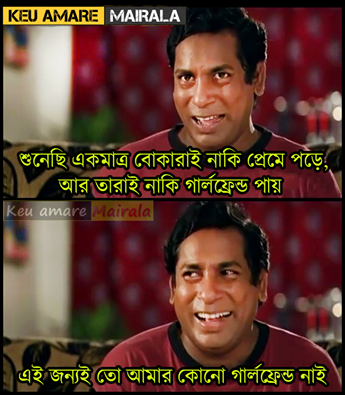 KEU AMARE MAIRALA
শুনেছি একমাত্র বোকারাই নাকি প্রেমে পড়ে,
আর তারাই নাকি গার্লফ্রেন্ড পায়
Keu amare Mairala
এই জন্যই তো আমার কোনো গার্লফ্রেন্ড নাই